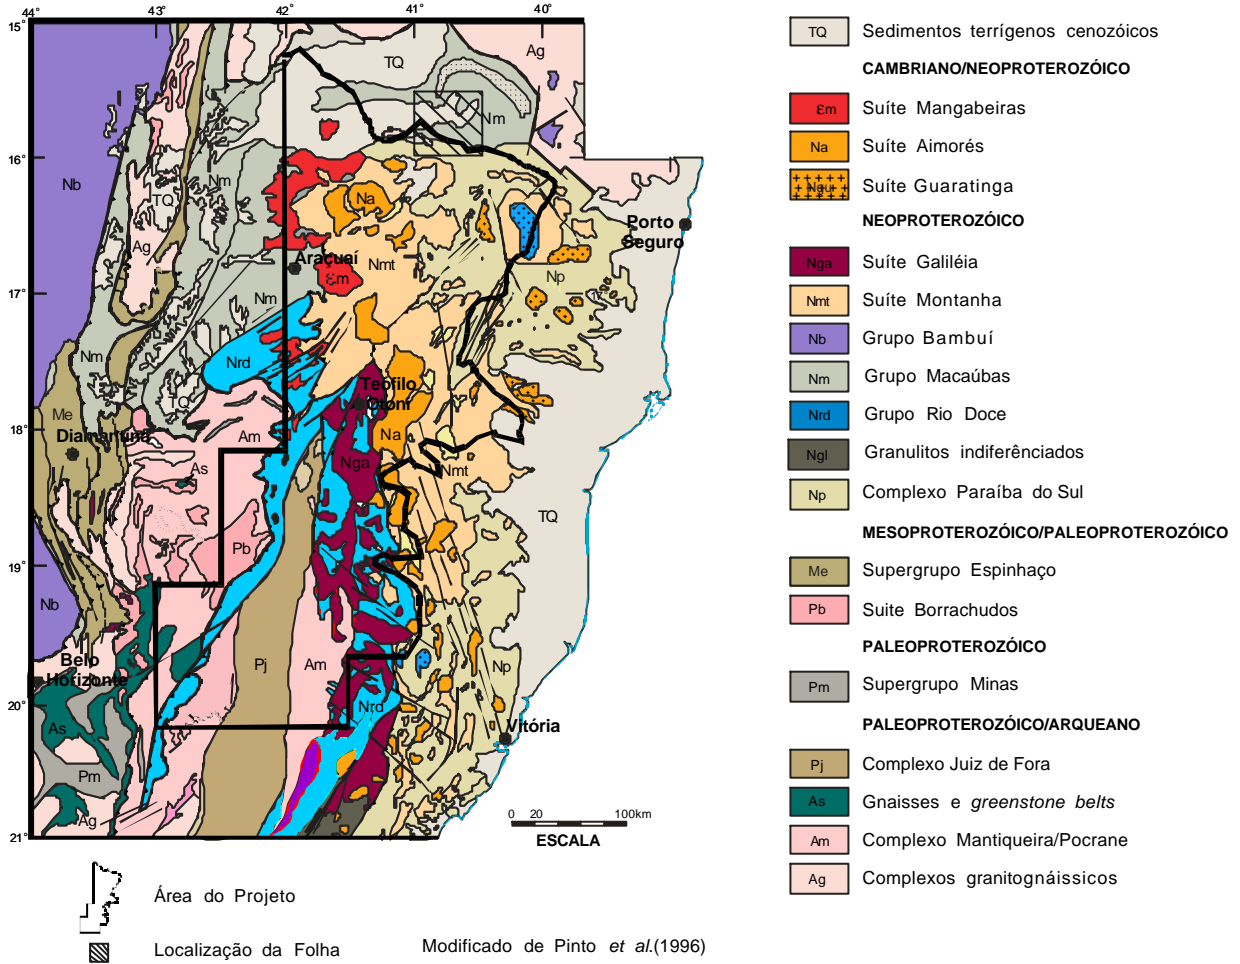 44° 43° 42° 41° 40°
15°
16°
17°
18°
19°
20°
21°
TQ
Ag
Nm
Nb
Nm
TQ
Na
Porto
Seguro
Ag
Araçuaí
Nmt
εm
Np
Nm
Nm
Nrd
Teófilo
Otoni
TQ
Me
Diamantina
Am
Na
As
Nga
Nmt
TQ
Pb
Nb
Belo
Horizonte
Pj
Am
Np
Nrd
As
Vitória
Pm
Ag
0 20 100km
ESCALA
Área do Projeto
Localização da Folha
Modificado de Pinto et al.(1996)
TQ Sedimentos terrígenos cenozóicos
CAMBRIANO/NEOPROTEROZÓICO
εm Suíte Mangabeiras
Na Suíte Aimorés
Suíte Guaratinga
NEOPROTEROZÓICO
Nga Suíte Galiléia
Nmt Suíte Montanha
Nb Grupo Bambuí
Nm Grupo Macaúbas
Nrd Grupo Rio Doce
Ngl Granulitos indiferênciados
Np Complexo Paraíba do Sul
MESOPROTEROZÓICO/PALEOPROTEROZÓICO
Me Supergrupo Espinhaço
Pb Suite Borrachudos
PALEOPROTEROZÓICO
Pm Supergrupo Minas
PALEOPROTEROZÓICO/ARQUEANO
Pj Complexo Juiz de Fora
As Gnaisses e greenstone belts
Am Complexo Mantiqueira/Pocrane
Ag Complexos granitognáissicos